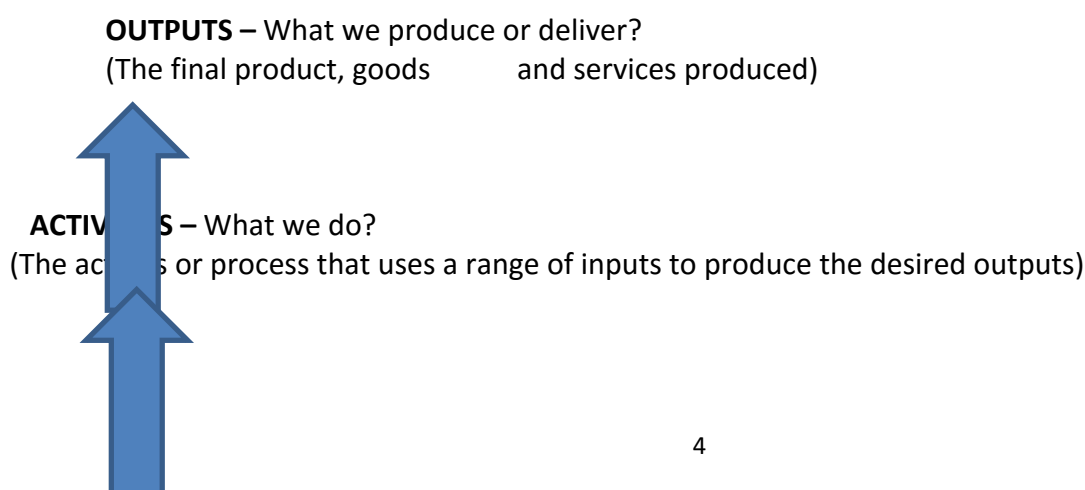 OUTPUTS – What we produce or deliver?
(The final product, goods and services produced)
S – What we do?
(The or process that uses a range of inputs to produce the desired outputs)
4